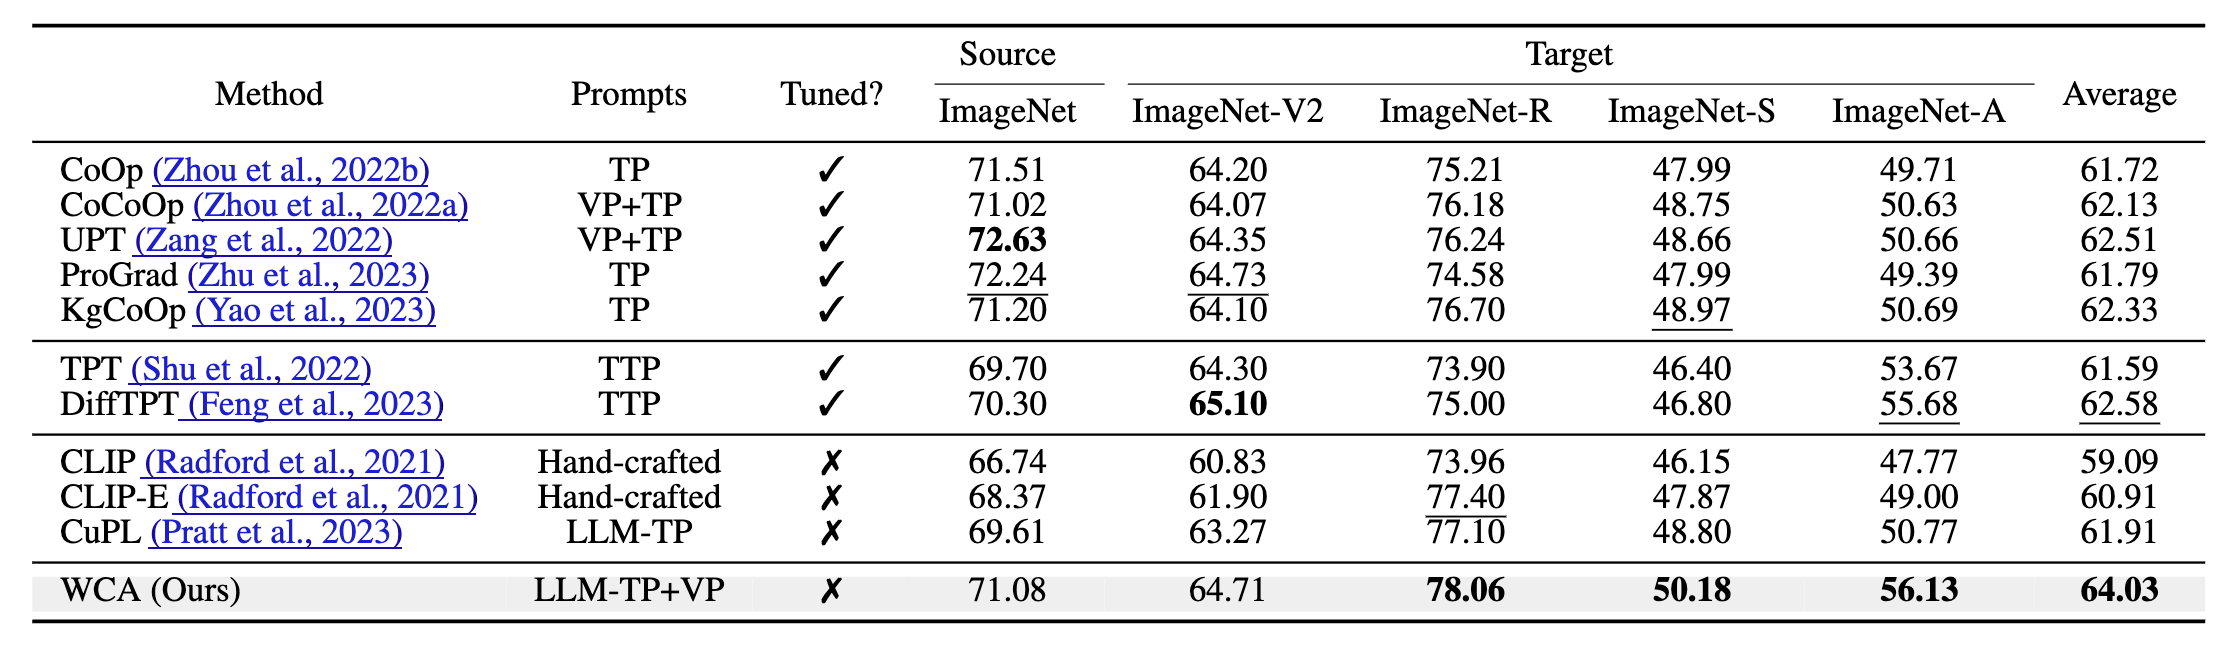 Source Target
Method Prompts Tuned? Average
ImageNet ImageNet-V2 ImageNet-R ImageNet-S ImageNet-A
CoOp (Zhou et al., 2022b) TP ✓ 71.51 64.20 75.21 47.99 49.71 61.72
CoCoOp (Zhou et al., 2022a) VP+TP ✓ 71.02 64.07 76.18 48.75 50.63 62.13
UPT (Zang et al., 2022) VP+TP ✓ 72.63 64.35 76.24 48.66 50.66 62.51
ProGrad (Zhu et al., 2023) TP ✓ 72.24 64.73 74.58 47.99 49.39 61.79
KgCoOp (Yao et al., 2023) TP ✓ 71.20 64.10 76.70 48.97 50.69 62.33
TPT (Shu et al., 2022) TTP ✓ 69.70 64.30 73.90 46.40 53.67 61.59
DiffTPT (Feng et al., 2023) TTP ✓ 70.30 65.10 75.00 46.80 55.68 62.58
CLIP (Radford et al., 2021) Hand-crafted ✗ 66.74 60.83 73.96 46.15 47.77 59.09
CLIP-E (Radford et al., 2021) Hand-crafted ✗ 68.37 61.90 77.40 47.87 49.00 60.91
CuPL (Pratt et al., 2023) LLM-TP ✗ 69.61 63.27 77.10 48.80 50.77 61.91
WCA (Ours) LLM-TP+VP ✗ 71.08 64.71 78.06 50.18 56.13 64.03